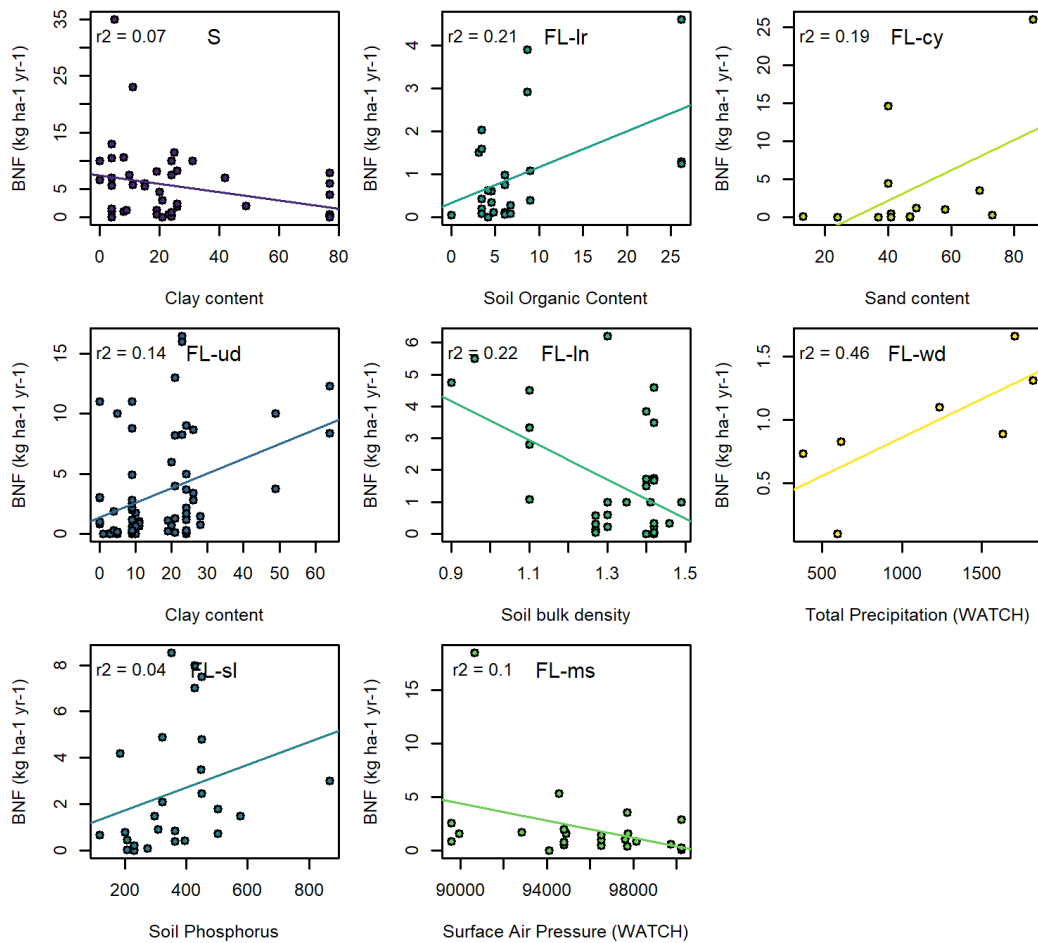 r2 = 0.07 S
BNF (kg ha-1 yr-1)
35
25
15
5
0
0 20 40 60 80
Clay content
r2 = 0.21 FL-lr
BNF (kg ha-1 yr-1)
4
3
2
1
0
0 5 10 15 20 25
Soil Organic Content
r2 = 0.19 FL-cy
BNF (kg ha-1 yr-1)
25
20
15
10
5
0
20 40 60 80
Sand content
r2 = 0.14 FL-ud
BNF (kg ha-1 yr-1)
15
10
5
0
0 10 20 30 40 50 60
Clay content
r2 = 0.22 FL-ln
BNF (kg ha-1 yr-1)
6
5
4
3
2
1
0
0.9 1.1 1.3 1.5
Soil bulk density
r2 = 0.46 FL-wd
BNF (kg ha-1 yr-1)
1.5
1.0
0.5
500 1000 1500
Total Precipitation (WATCH)
r2 = 0.04 FL-sl
BNF (kg ha-1 yr-1)
8
6
4
2
0
200 400 600 800
Soil Phosphorus
r2 = 0.1 FL-ms
BNF (kg ha-1 yr-1)
15
10
5
0
90000 94000 98000
Surface Air Pressure (WATCH)